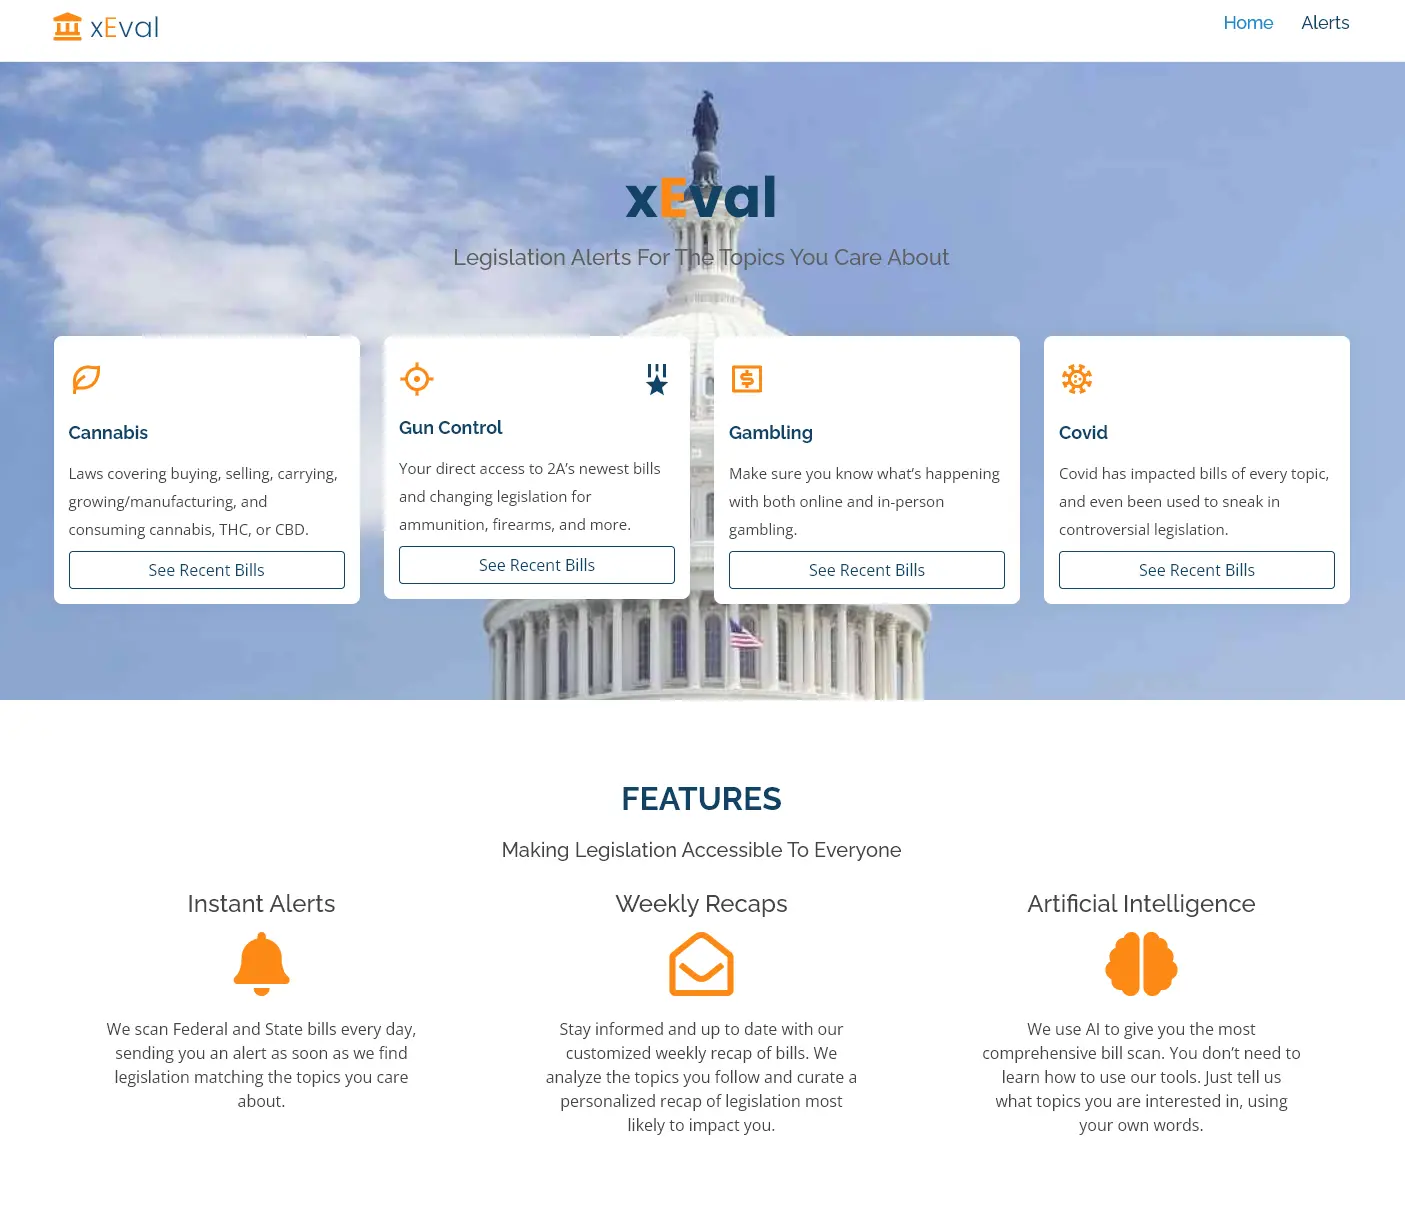 xEval
Home
Alerts
xEval
Legislation Alerts For The Topics You Care About
Cannabis
Laws covering buying, selling, carrying,
growing/manufacturing, and
consuming cannabis, THC, or CBD.
See Recent Bills
Gun Control
Your direct access to 2A’s newest bills
and changing legislation for
ammunition, firearms, and more.
See Recent Bills
Gambling
Make sure you know what’s happening
with both online and in-person
gambling.
See Recent Bills
Covid
Covid has impacted bills of every topic,
and even been used to sneak in
controversial legislation.
See Recent Bills
FEATURES
Making Legislation Accessible To Everyone
Instant Alerts
We scan Federal and State bills every day,
sending you an alert as soon as we find
legislation matching the topics you care
about.
Weekly Recaps
Stay informed and up to date with our
customized weekly recap of bills. We
analyze the topics you follow and curate a
personalized recap of legislation most
likely to impact you.
Artificial Intelligence
We use AI to give you the most
comprehensive bill scan. You don’t need to
learn how to use our tools. Just tell us
what topics you are interested in, using
your own words.